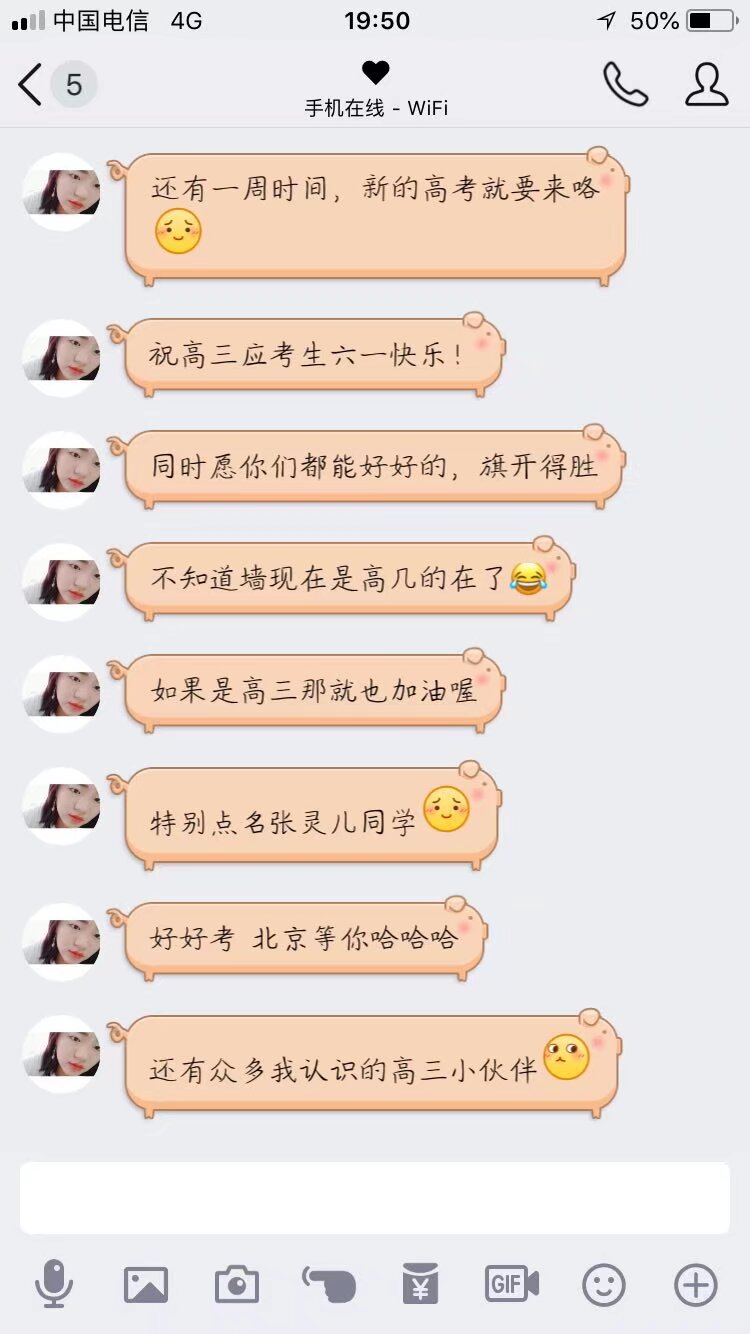 中国电信 4G 19:50 50%
5
手机在线 - WiFi
还有一周时间，新的高考就要来咯
祝高三应考生六一快乐！
同时愿你们都能好好的，旗开得胜
不知道墙现在是高几的在了
如果是高三那就也加油喔
特别点名张灵儿同学
好好考 北京等你哈哈哈
还有众多我认识的高三小伙伴
¥ GIF